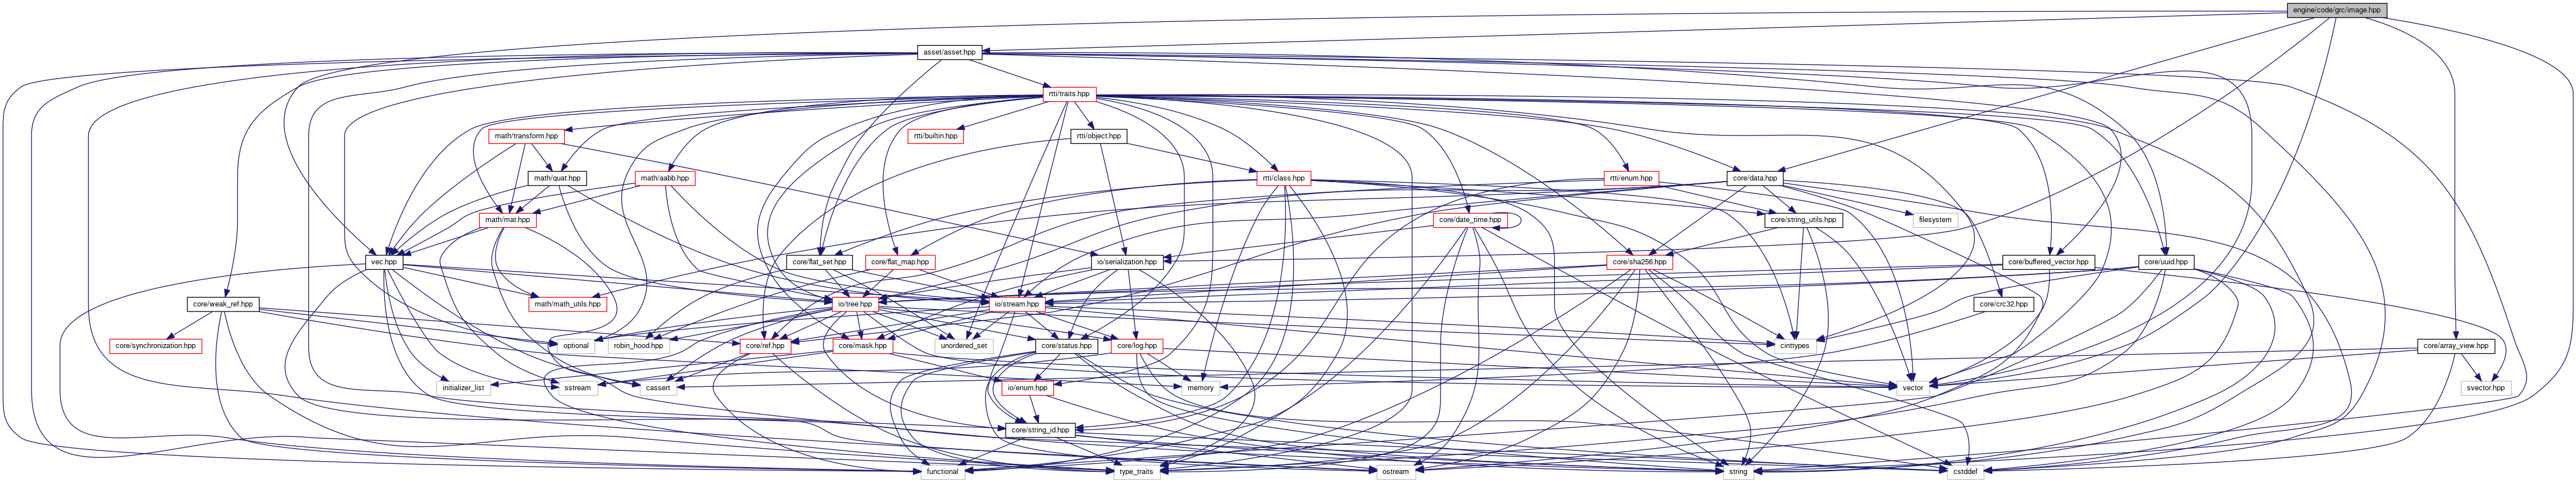 engine/code/grc/image.hpp
asset/asset.hpp
rtti/traits.hpp
math/transform.hpp
rtti/builtin.hpp
rtti/object.hpp
math/quat.hpp
math/aabb.hpp
rtti/class.hpp
rtti/enum.hpp
core/data.hpp
math/mat.hpp
core/date_time.hpp
core/string_utils.hpp
filesystem
vec.hpp
core/flat_set.hpp
core/flat_map.hpp
io/serialization.hpp
core/sha256.hpp
core/buffered_vector.hpp
core/uuid.hpp
core/weak_ref.hpp
math/math_utils.hpp
io/tree.hpp
io/stream.hpp
core/crc32.hpp
core/synchronization.hpp
optional
robin_hood.hpp
core/ref.hpp
core/mask.hpp
unordered_set
core/status.hpp
core/log.hpp
cinttypes
core/array_view.hpp
initializer_list
sstream
cassert
io/enum.hpp
memory
vector
svector.hpp
core/string_id.hpp
functional
type_traits
ostream
string
cstddef